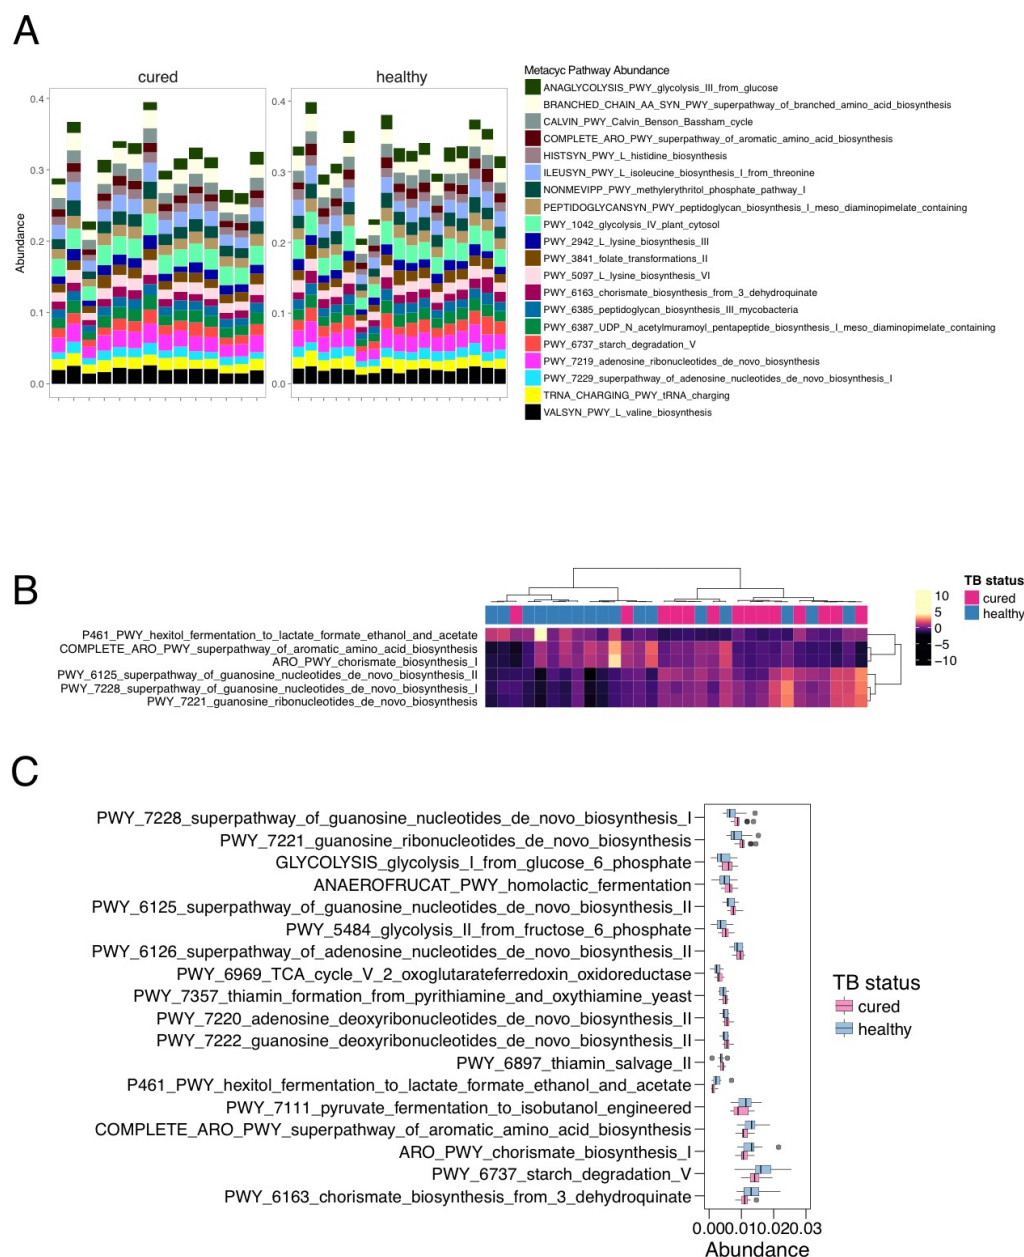 A
cured
healthy
0.4
0.3
0.2
0.1
0.0
Abundance
0.4
0.3
0.2
0.1
0.0
Metacyc Pathway Abundance
ANAGLYCOLYSIS_PWY_glycolysis_III_from_glucose
BRANCHED_CHAIN_AA_SYN_PWY_superpathway_of_branched_amino_acid_biosynthesis
CALVIN_PWY_Calvin_Benson_Bassham_cycle
COMPLETE_ARO_PWY_superpathway_of_aromatic_amino_acid_biosynthesis
HISTSYN_PWY_L_histidine_biosynthesis
ILEUSYN_PWY_L_isoleucine_biosynthesis_I_from_threonine
NONMEVIPP_PWY_methylerythritol_phosphate_pathway_I
PEPTIDOGLYCANSYN_PWY_peptidoglycan_biosynthesis_I_meso_diaminopimelate_containing
PWY_1042_glycolysis_IV_plant_cytosol
PWY_2942_L_lysine_biosynthesis_III
PWY_3841_folate_transformations_II
PWY_5097_L_lysine_biosynthesis_VI
PWY_6163_chorismate_biosynthesis_from_3_dehydroquinate
PWY_6385_peptidoglycan_biosynthesis_III_mycobacteria
PWY_6387_UDP_N_acetylmuramoyl_pentapeptide_biosynthesis_I_meso_diaminopimelate_containing
PWY_6737_starch_degradation_V
PWY_7219_adenosine_ribonucleotides_de_novo_biosynthesis
PWY_7229_superpathway_of_adenosine_nucleotides_de_novo_biosynthesis_I
TRNA_CHARGING_PWY_tRNA_charging
VALSYN_PWY_L_valine_biosynthesis
B
P461_PWY_hexitol_fermentation_to_lactate_formate_ethanol_and_acetate
COMPLETE_ARO_PWY_superpathway_of_aromatic_amino_acid_biosynthesis
ARO_PWY_chorismate_biosynthesis_I
PWY_6125_superpathway_of_guanosine_nucleotides_de_novo_biosynthesis_II
PWY_7228_superpathway_of_guanosine_nucleotides_de_novo_biosynthesis_I
PWY_7221_guanosine_ribonucleotides_de_novo_biosynthesis
10
5
0
−5
−10
TB status
cured
healthy
C
PWY_7228_superpathway_of_guanosine_nucleotides_de_novo_biosynthesis_I
PWY_7221_guanosine_ribonucleotides_de_novo_biosynthesis
GLYCOLYSIS_glycolysis_I_from_glucose_6_phosphate
ANAEROFRUCAT_PWY_homolactic_fermentation
PWY_6125_superpathway_of_guanosine_nucleotides_de_novo_biosynthesis_II
PWY_5484_glycolysis_II_from_fructose_6_phosphate
PWY_6126_superpathway_of_adenosine_nucleotides_de_novo_biosynthesis_II
PWY_6969_TCA_cycle_V_2_oxoglutarateferredoxin_oxidoreductase
PWY_7357_thiamin_formation_from_pyrithiamine_and_oxythiamine_yeast
PWY_7220_adenosine_deoxyribonucleotides_de_novo_biosynthesis_II
PWY_7222_guanosine_deoxyribonucleotides_de_novo_biosynthesis_II
PWY_6897_thiamin_salvage_II
P461_PWY_hexitol_fermentation_to_lactate_formate_ethanol_and_acetate
PWY_7111_pyruvate_fermentation_to_isobutanol_engineered
COMPLETE_ARO_PWY_superpathway_of_aromatic_amino_acid_biosynthesis
ARO_PWY_chorismate_biosynthesis_I
PWY_6737_starch_degradation_V
PWY_6163_chorismate_biosynthesis_from_3_dehydroquinate
0.000.010.020.03
Abundance
TB status
cured
healthy